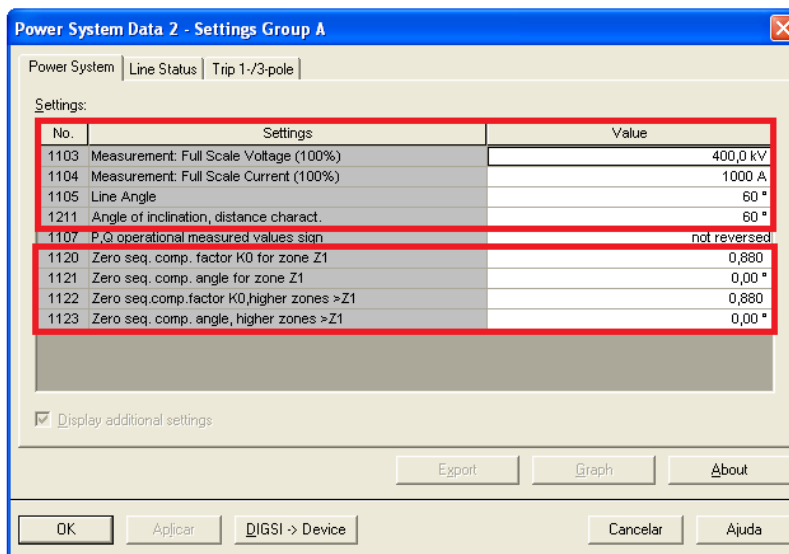 Power System Data 2 - Settings Group A
Power System Line Status Trip 1-/3-pole
Settings:
No. Settings Value
1103 Measurement: Full Scale Voltage (100%) 400,0 kV
1104 Measurement: Full Scale Current (100%) 1000 A
1105 Line Angle 60 °
1211 Angle of inclination, distance charact. 60 °
1107 P,Q operational measured values sign not reversed
1120 Zero seq. comp. factor K0 for zone Z1 0,880
1121 Zero seq. comp. angle for zone Z1 0,00 °
1122 Zero seq.comp.factor K0,higher zones >Z1 0,880
1123 Zero seq. comp. angle, higher zones >Z1 0,00 °
Display additional settings
Export Graph About
OK Aplicar DIGSI -> Device Cancelar Ajuda